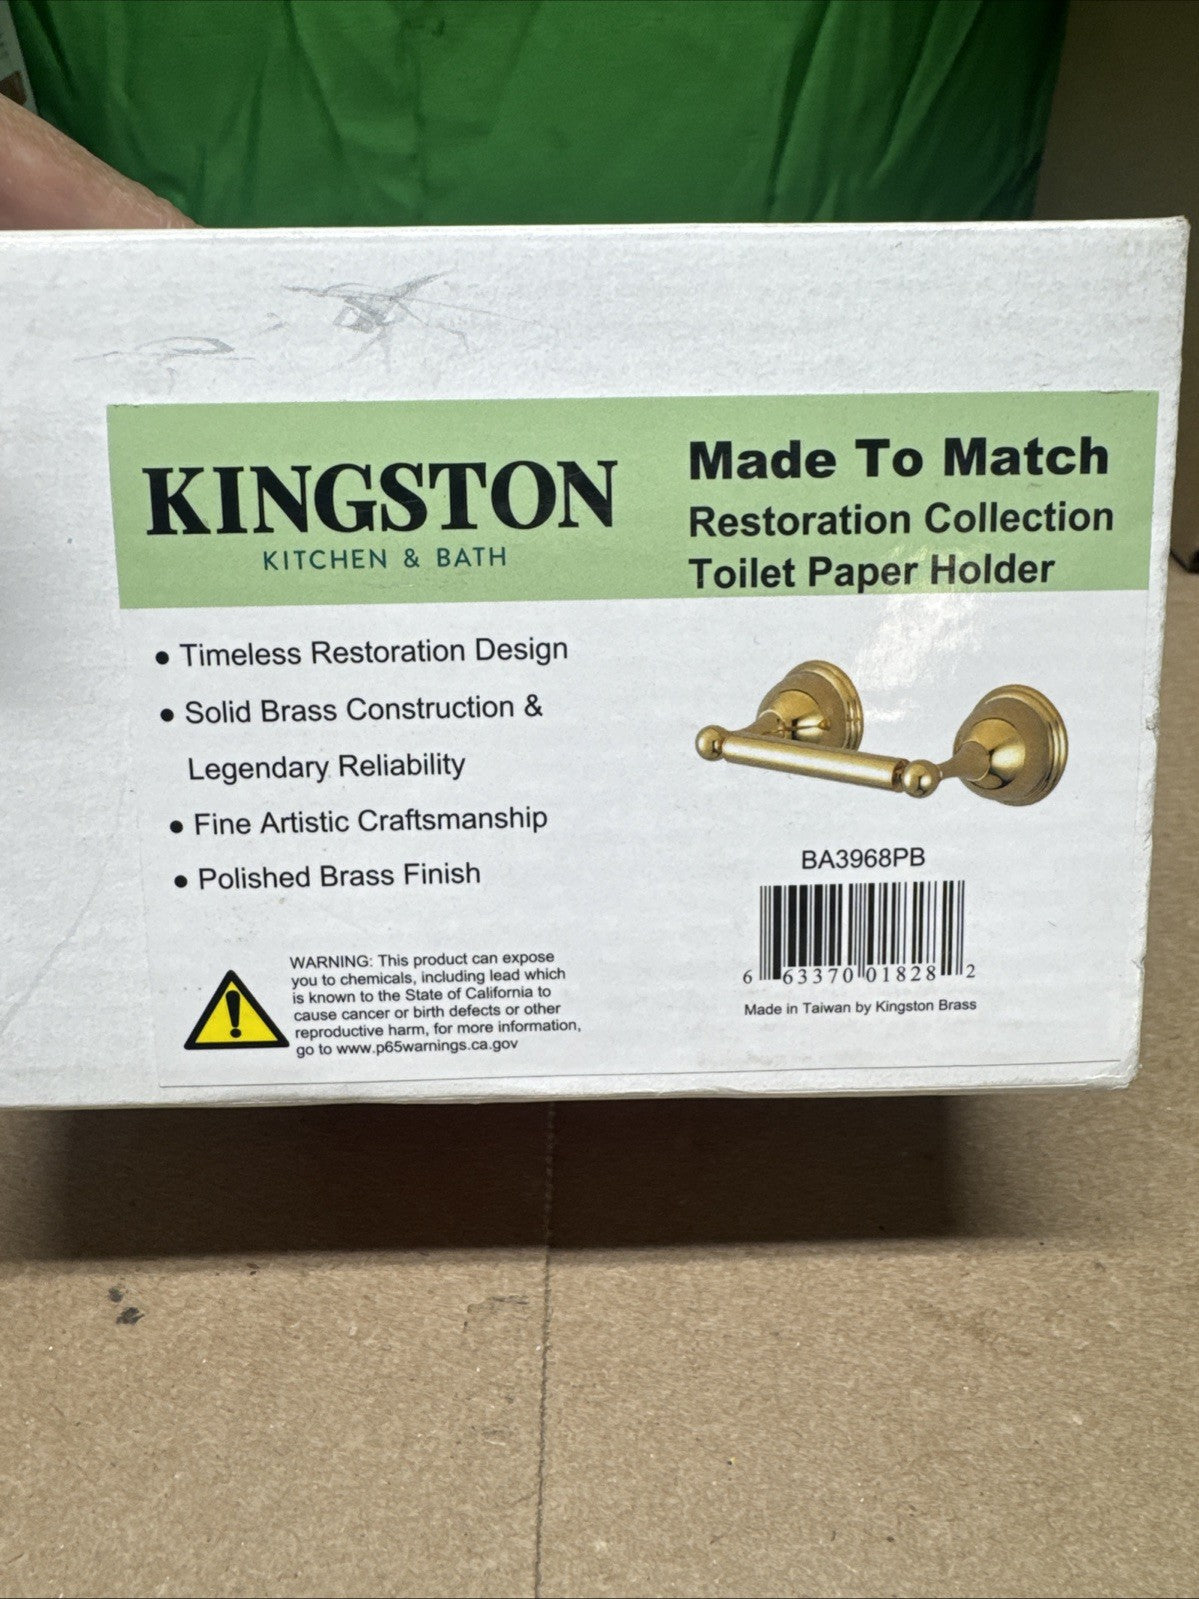 KINGSTON
KITCHEN & BATH
Made To Match
Restoration Collection
Toilet Paper Holder
● Timeless Restoration Design
● Solid Brass Construction &
Legendary Reliability
● Fine Artistic Craftsmanship
● Polished Brass Finish
WARNING: This product can expose
you to chemicals, including lead which
is known to the State of California to
cause cancer or birth defects or other
reproductive harm, for more information,
go to www.p65warnings.ca.gov
BA3968PB
6 63370 01828 2
Made in Taiwan by Kingston Brass